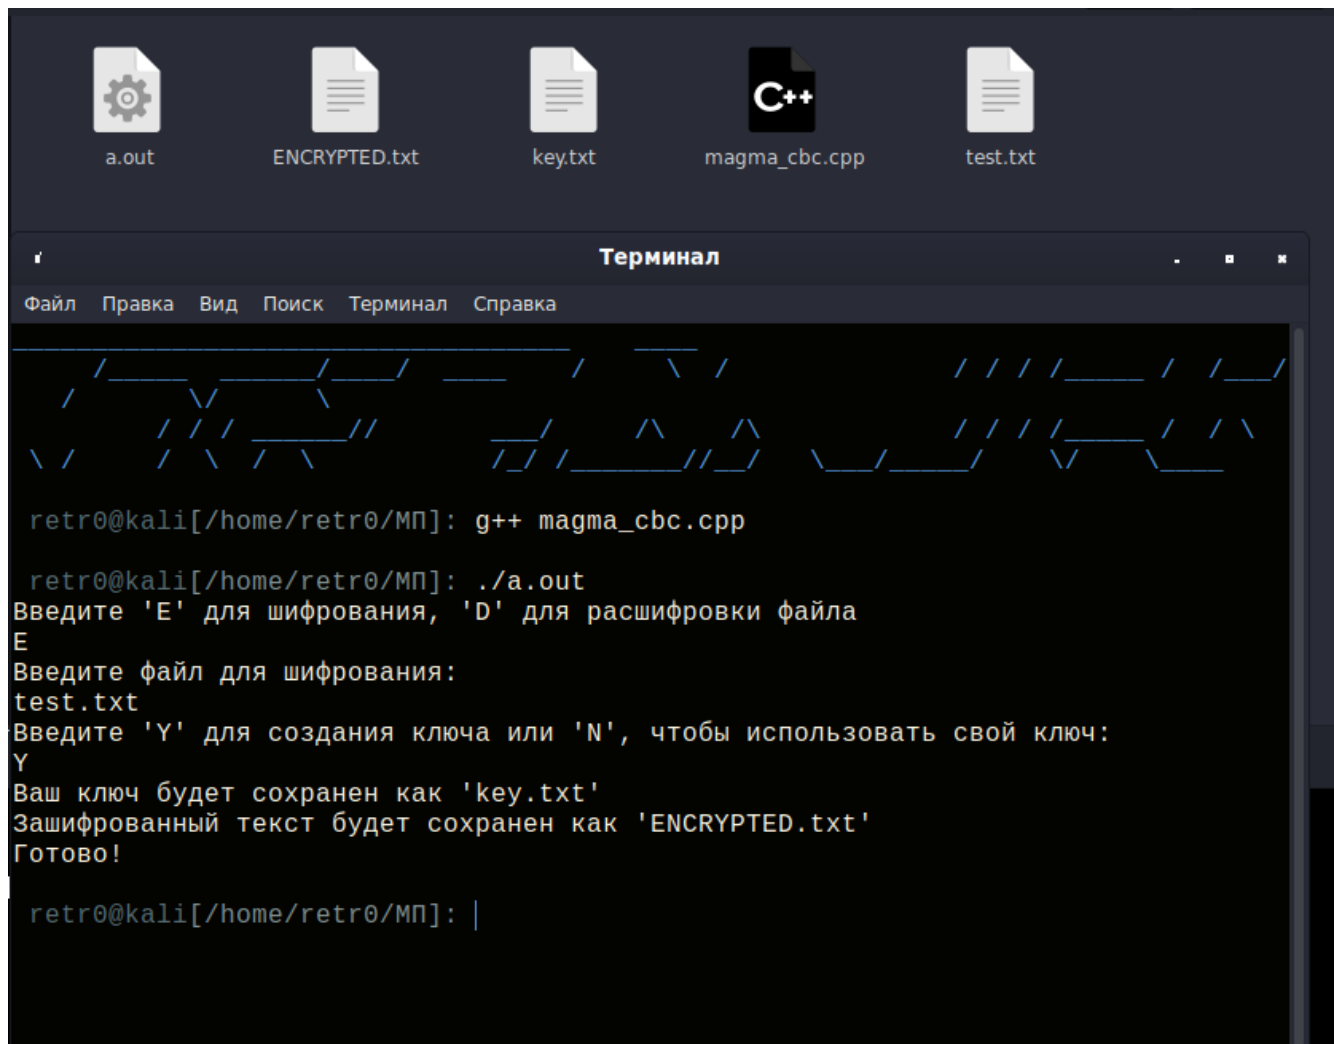 a.out
ENCRYPTED.txt
key.txt
C++
magma_cbc.cpp
test.txt
Терминал
Файл Правка Вид Поиск Терминал Справка
retr0@kali[/home/retr0/МП]: g++ magma_cbc.cpp
retr0@kali[/home/retr0/МП]: ./a.out
Введите 'E' для шифрования, 'D' для расшифровки файла
E
Введите файл для шифрования:
test.txt
Введите 'Y' для создания ключа или 'N', чтобы использовать свой ключ:
Y
Ваш ключ будет сохранен как 'key.txt'
Зашифрованный текст будет сохранен как 'ENCRYPTED.txt'
Готово!
retr0@kali[/home/retr0/МП]: